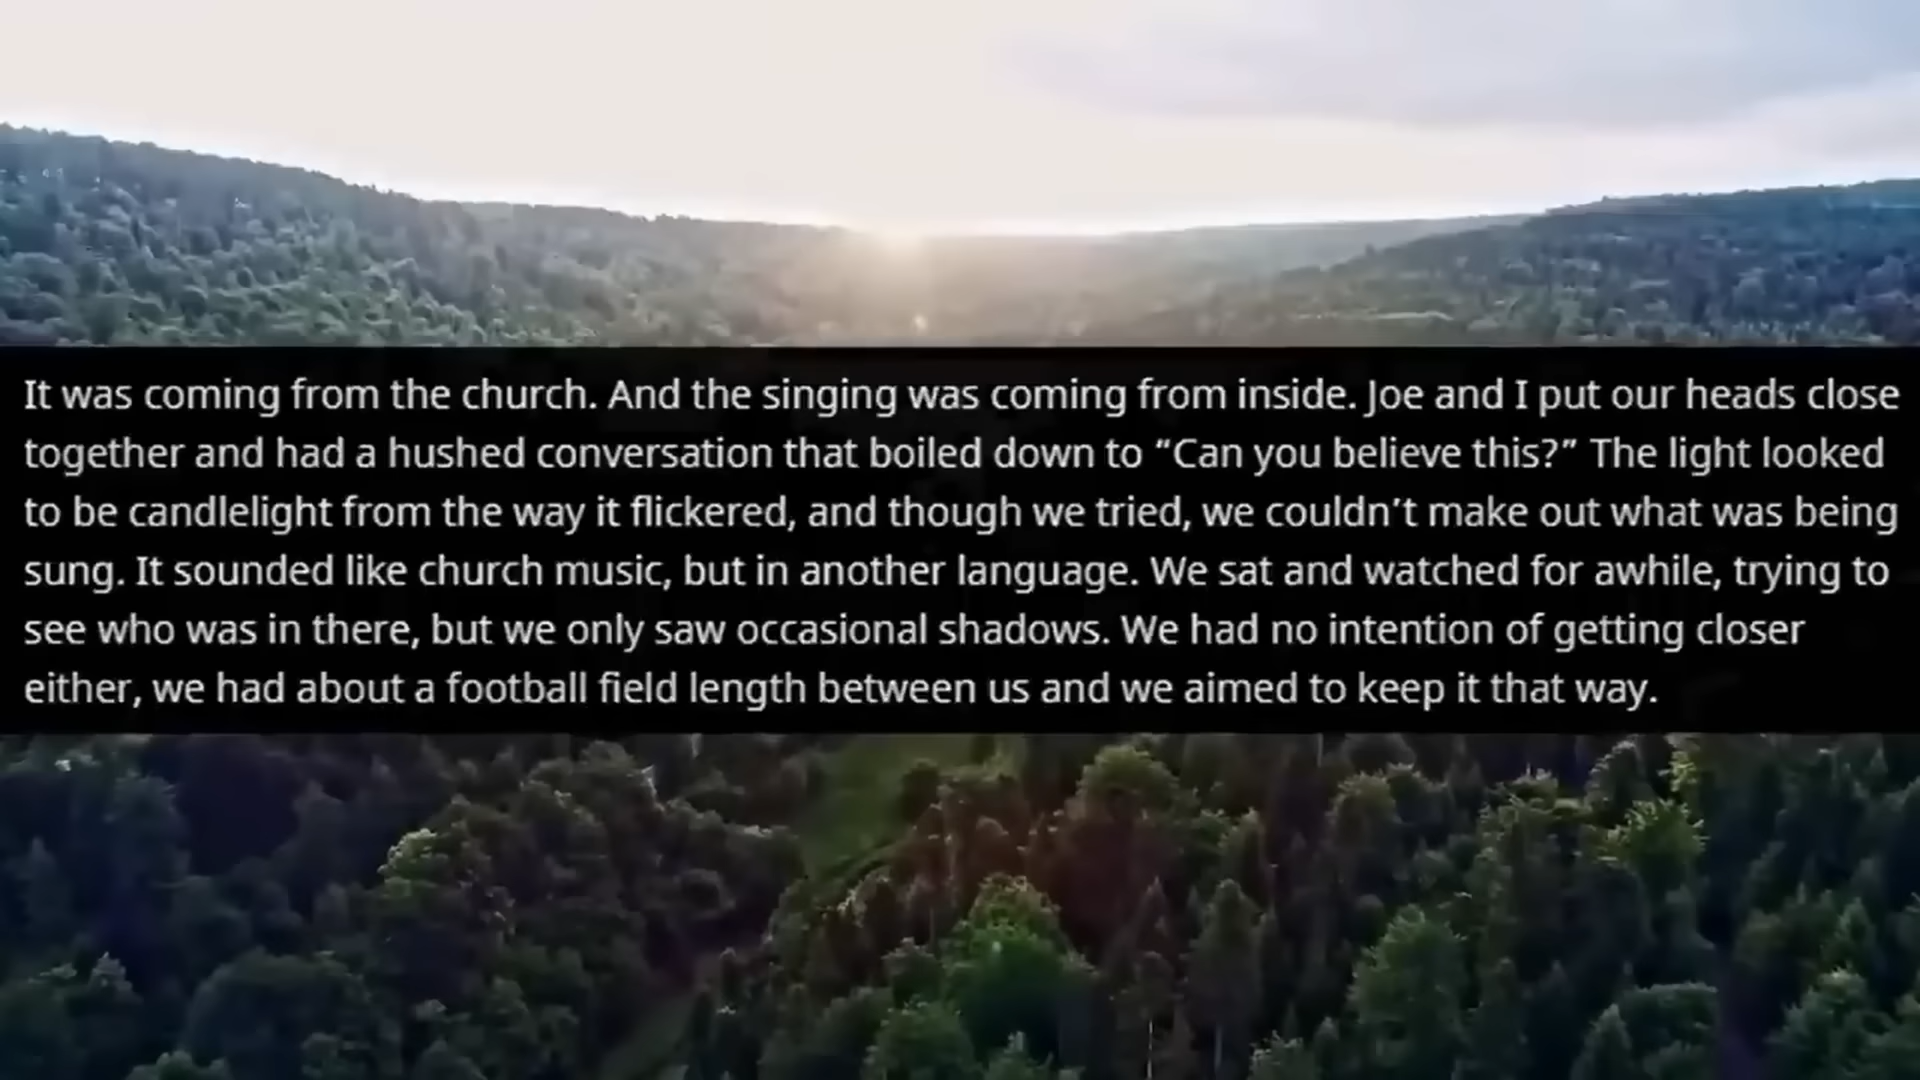 It was coming from the church. And the singing was coming from inside. Joe and I put our heads close
together and had a hushed conversation that boiled down to “Can you believe this?” The light looked
to be candlelight from the way it flickered, and though we tried, we couldn’t make out what was being
sung. It sounded like church music, but in another language. We sat and watched for awhile, trying to
see who was in there, but we only saw occasional shadows. We had no intention of getting closer
either, we had about a football field length between us and we aimed to keep it that way.